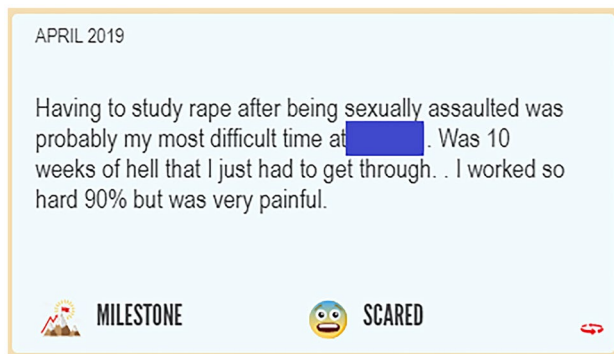 APRIL 2019
Having to study rape after being sexually assaulted was
probably my most difficult time at . Was 10
weeks of hell that I just had to get through. . I worked so
hard 90% but was very painful.
MILESTONE
SCARED